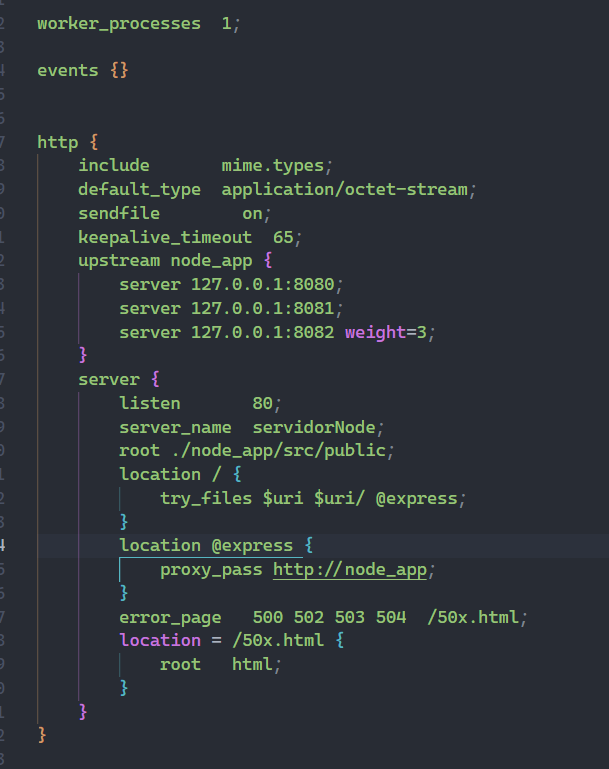 worker_processes  1;
events {}
http {
    include       mime.types;
    default_type  application/octet-stream;
    sendfile        on;
    keepalive_timeout  65;
    upstream node_app {
        server 127.0.0.1:8080;
        server 127.0.0.1:8081;
        server 127.0.0.1:8082 weight=3;
    }
    server {
        listen       80;
        server_name  servidorNode;
        root ./node_app/src/public;
        location / {
            try_files $uri $uri/ @express;
        }
        location @express {
            proxy_pass http://node_app;
        }
        error_page   500 502 503 504  /50x.html;
        location = /50x.html {
            root   html;
        }
    }
}